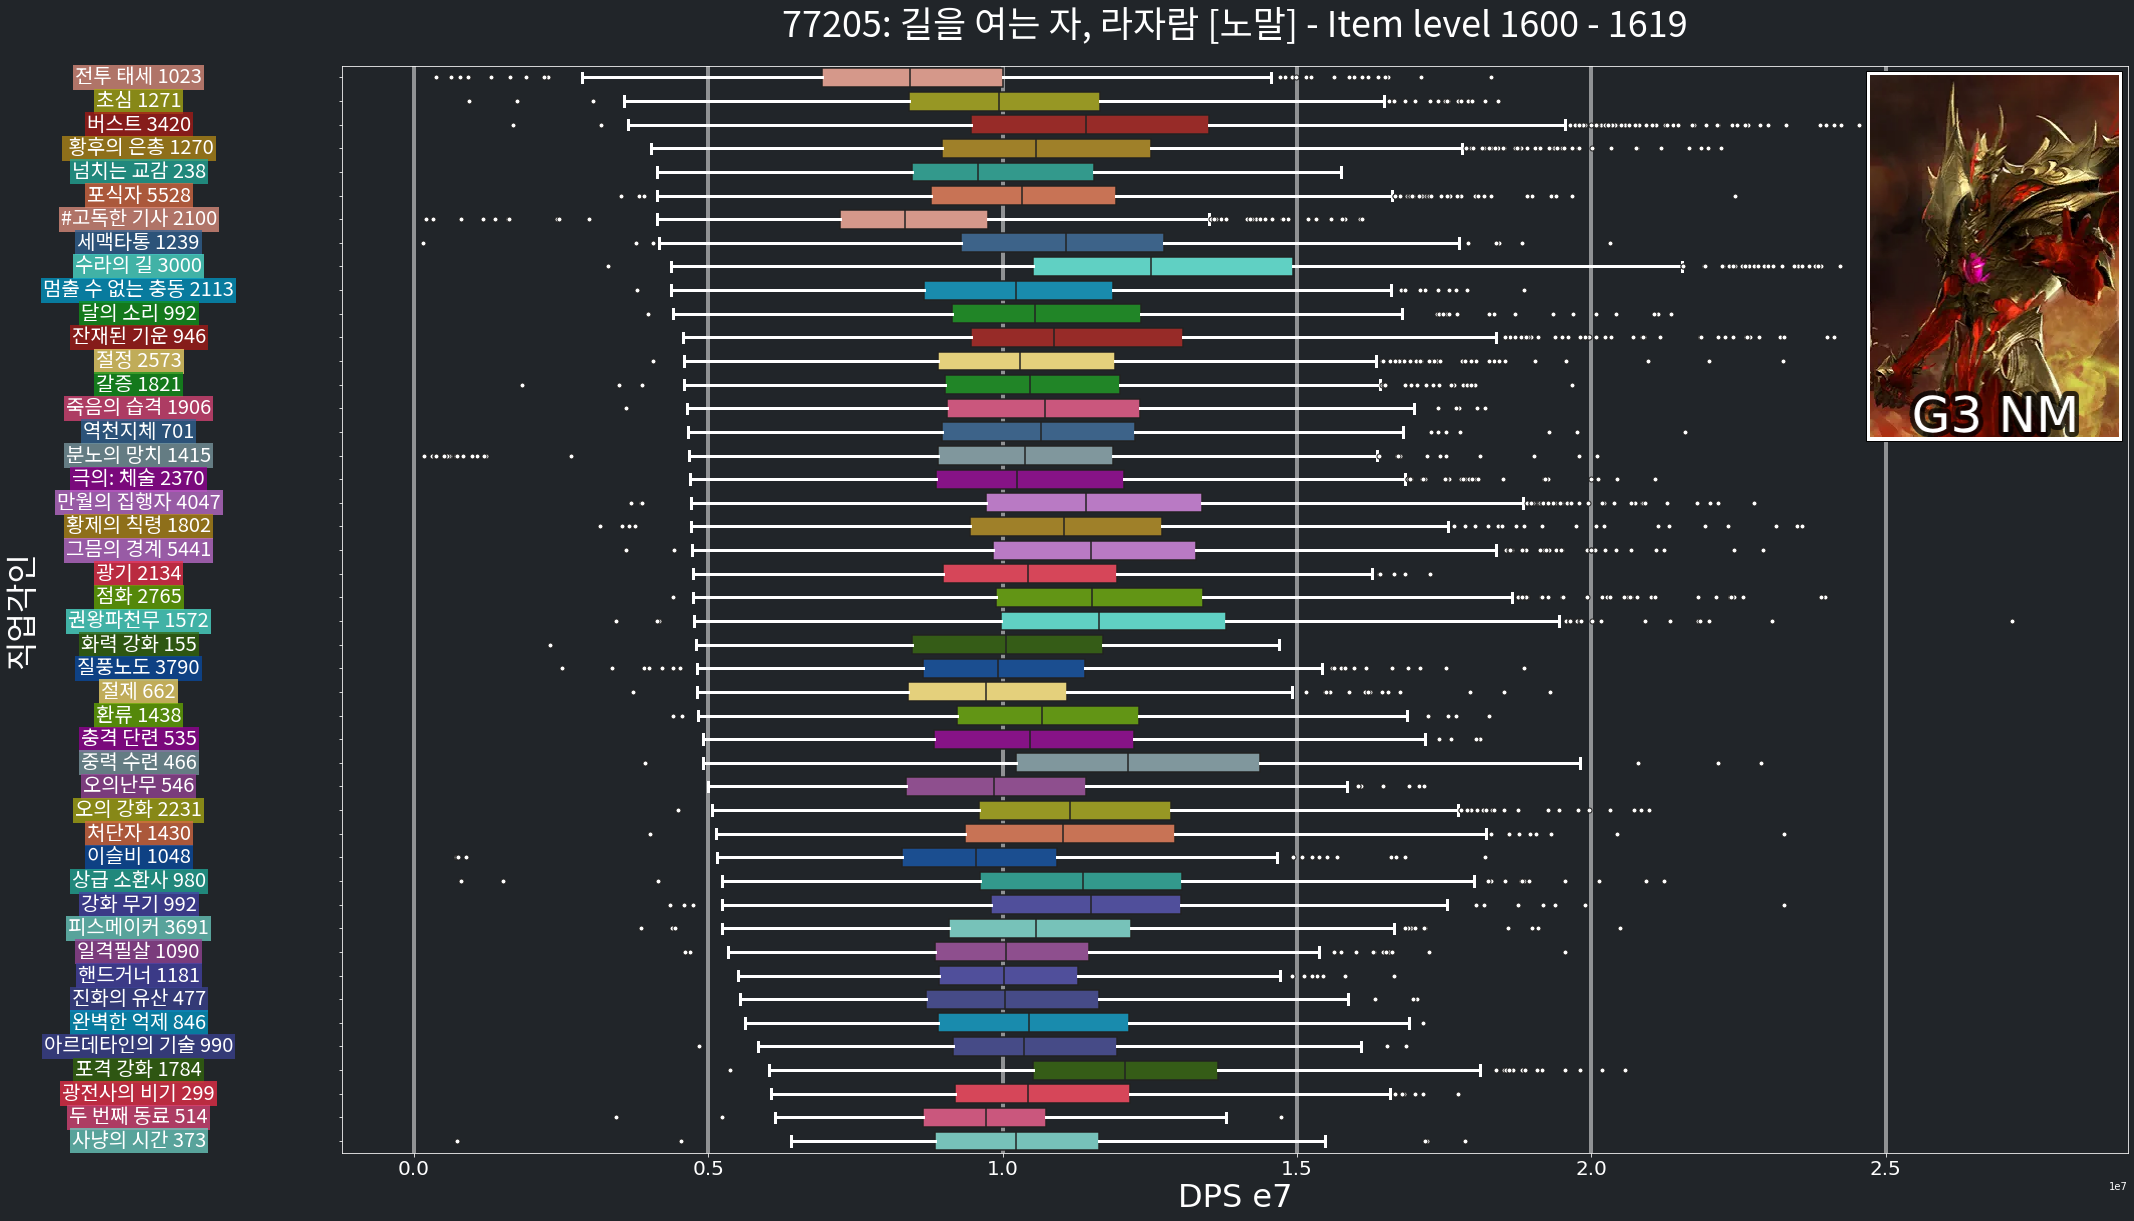 77205: 길을 여는 자, 라자람 [노말] - Item level 1600 - 1619
전투 태세 1023
초심 1271
버스트 3420
황후의 은총 1270
넘치는 교감 238
포식자 5528
#고독한 기사 2100
세맥타통 1239
수라의 길 3000
멈출 수 없는 충동 2113
달의 소리 992
잔재된 기운 946
절정 2573
갈증 1821
죽음의 습격 1906
역천지체 701
분노의 망치 1415
극의: 체술 2370
만월의 집행자 4047
황제의 칙령 1802
그믐의 경계 5441
광기 2134
점화 2765
권왕파천무 1572
화력 강화 155
질풍노도 3790
절제 662
환류 1438
충격 단련 535
중력 수련 466
오의난무 546
오의 강화 2231
처단자 1430
이슬비 1048
상급 소환사 980
강화 무기 992
피스메이커 3691
일격필살 1090
핸드거너 1181
진화의 유산 477
완벽한 억제 846
아르데타인의 기술 990
포격 강화 1784
광전사의 비기 299
두 번째 동료 514
사냥의 시간 373
직업각인
G3 NM
0.0 0.5 1.0 1.5 2.0 2.5
DPS e7
1e7